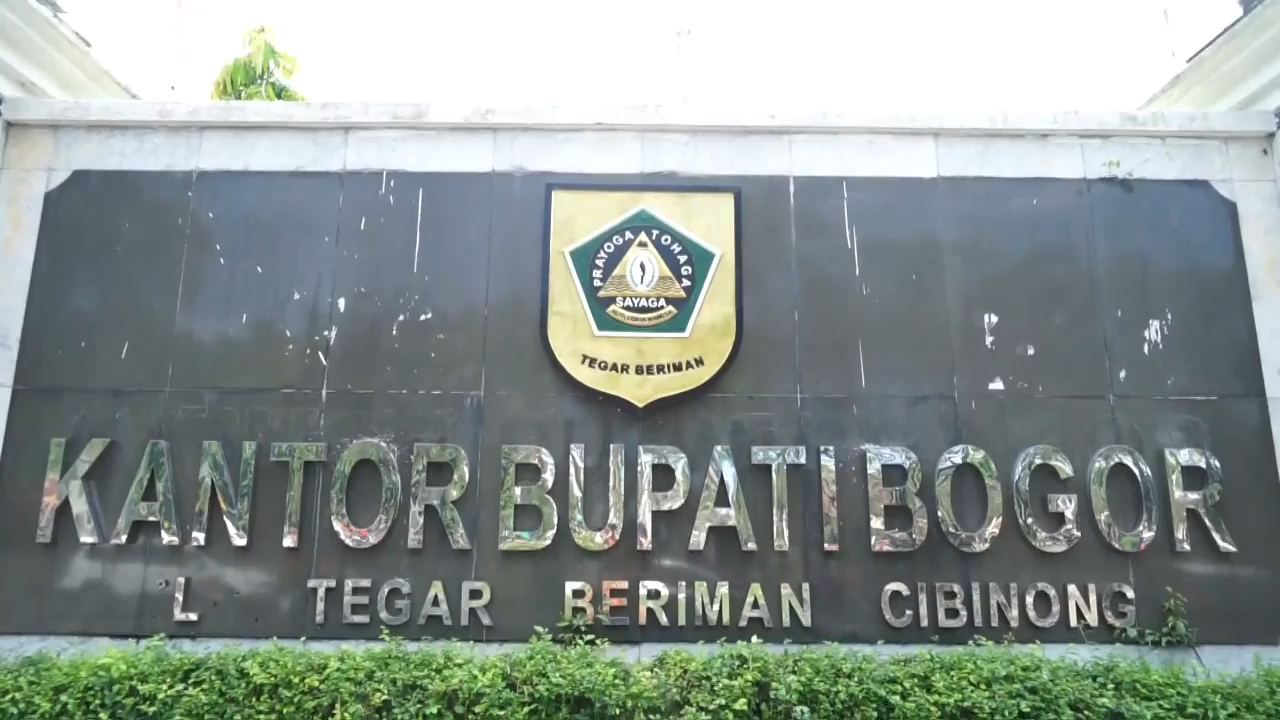 PRAYOGA TOHAGA
SAYAGA
TEGAR BERIMAN
KANTOR BUPATI BOGOR
L TEGAR BERIMAN CIBINONG